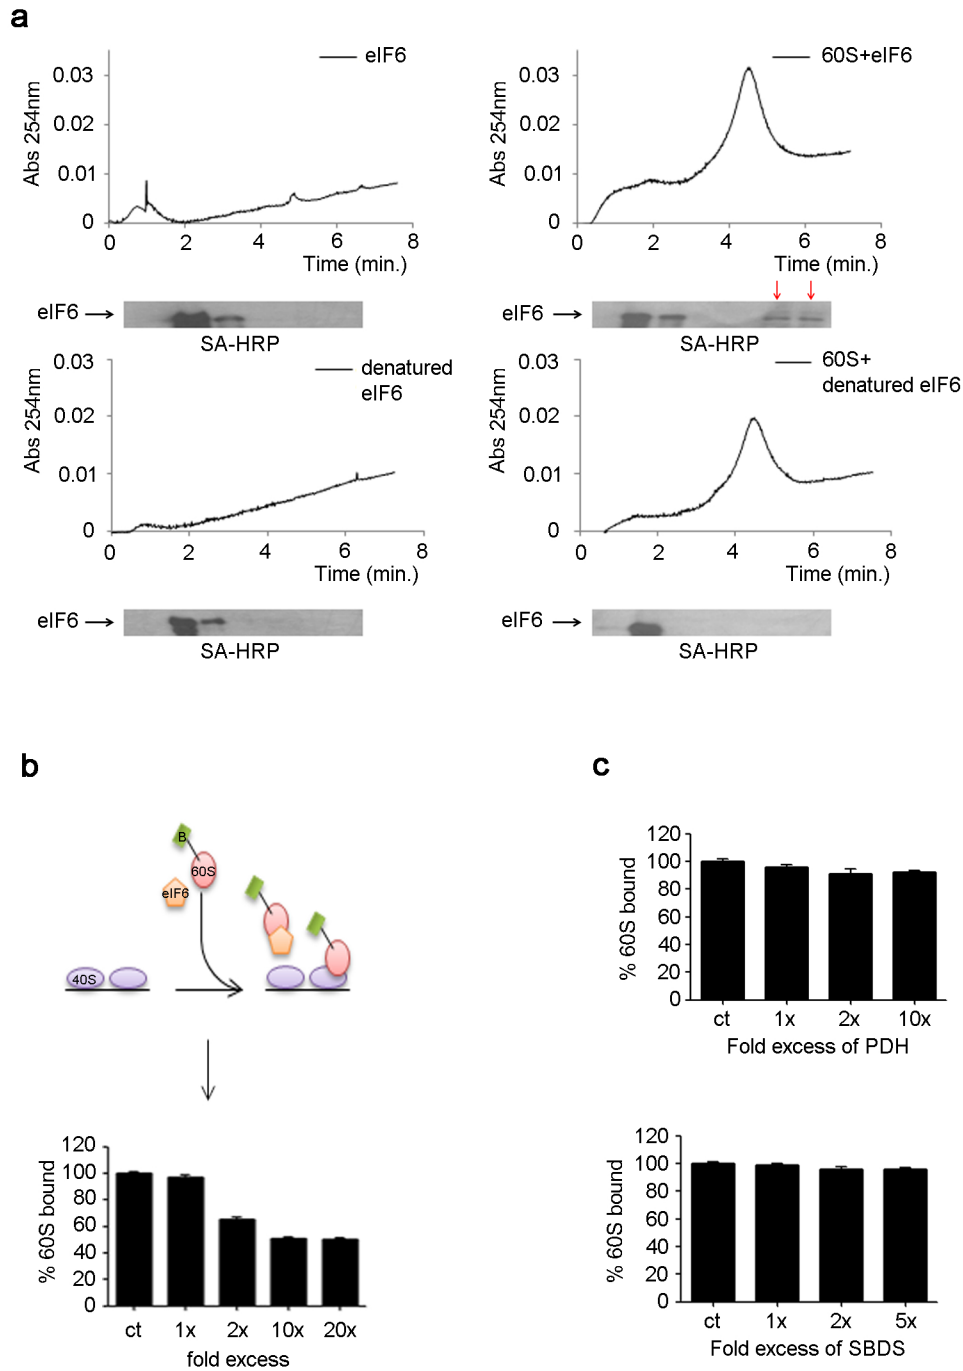 a
eIF6
Abs 254nm
0.03
0.02
0.01
0
0 2 4 6 8
Time (min.)
eIF6
SA-HRP
60S+eIF6
Abs 254nm
0.03
0.02
0.01
0
0 2 4 6 8
Time (min.)
eIF6
SA-HRP
denatured
eIF6
Abs 254nm
0.03
0.02
0.01
0
0 2 4 6 8
Time (min.)
eIF6
SA-HRP
60S+
denatured eIF6
Abs 254nm
0.03
0.02
0.01
0
0 2 4 6 8
Time (min.)
eIF6
SA-HRP
b
B
60S
eIF6
40S
% 60S bound
120
100
80
60
40
20
0
ct 1x 2x 10x 20x
fold excess
c
% 60S bound
120
100
80
60
40
20
0
ct 1x 2x 10x
Fold excess of PDH
% 60S bound
120
100
80
60
40
20
0
ct 1x 2x 5x
Fold excess of SBDS